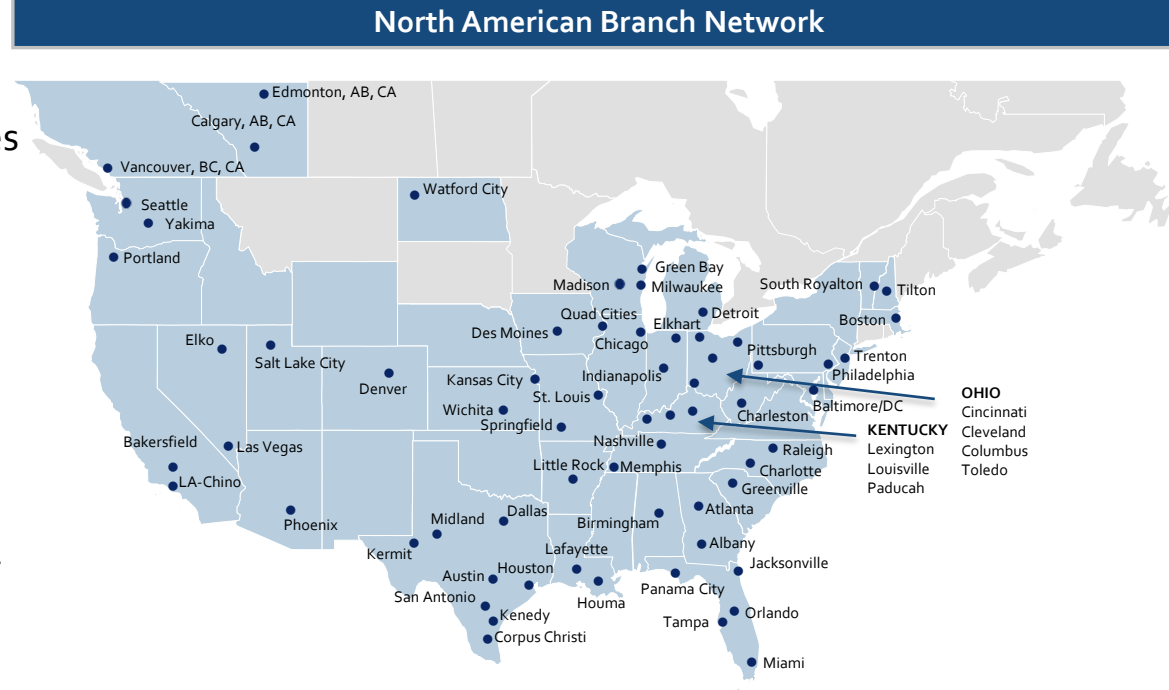 North American Branch Network
Edmonton, AB, CA
Calgary, AB, CA
es
Vancouver, BC, CA
Watford City
Seattle
Yakima
Portland
Green Bay
Madison
Milwaukee
South Royalton
Tilton
Quad Cities
Detroit
Boston
Elkhart
Des Moines
Chicago
Elko
Salt Lake City
Pittsburgh
Trenton
Philadelphia
Indianapolis
Denver
Kansas City
St. Louis
Wichita
Springfield
Charleston
Baltimore/DC
OHIO
Cincinnati
Cleveland
Columbus
Toledo
KENTUCKY
Lexington
Louisville
Paducah
Bakersfield
Las Vegas
LA-Chino
Nashville
Raleigh
Little Rock
Memphis
Charlotte
Greenville
Phoenix
Midland
Dallas
Birmingham
Atlanta
Kermit
Lafayette
Albany
Austin
Houston
Jacksonville
San Antonio
Houma
Panama City
Kenedy
Orlando
Tampa
Corpus Christi
Miami